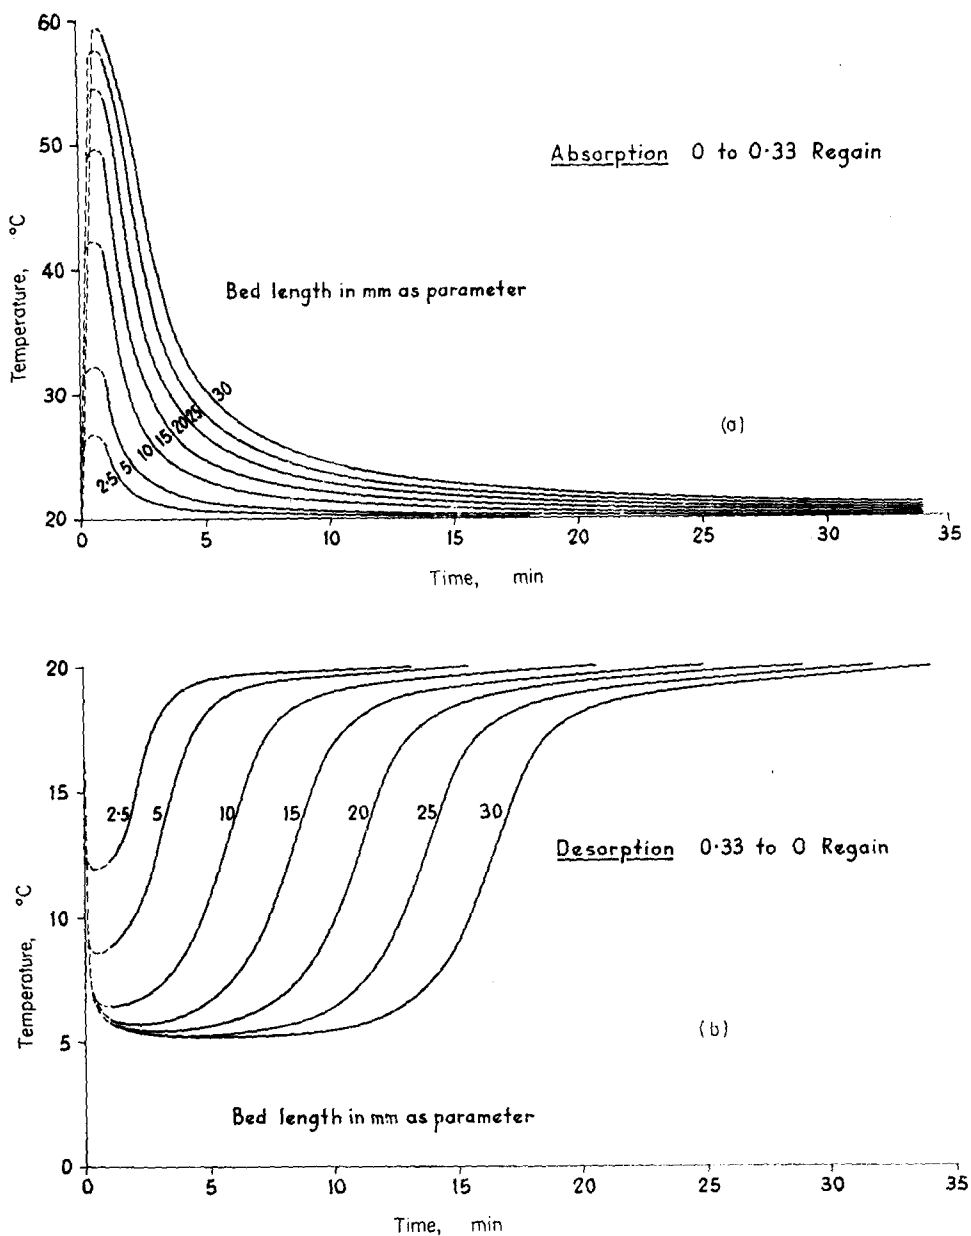 60
50
40
30
20
Temperature, °C
Absorption 0 to 0·33 Regain
Bed length in mm as parameter
(a)
2·5 5 10 15 20 25 30
0 5 10 15 20 25 30 35
Time, min
20
15
10
5
0
Temperature, °C
2·5 5 10 15 20 25 30
Desorption 0·33 to 0 Regain
(b)
Bed length in mm as parameter
0 5 10 15 20 25 30 35
Time, min